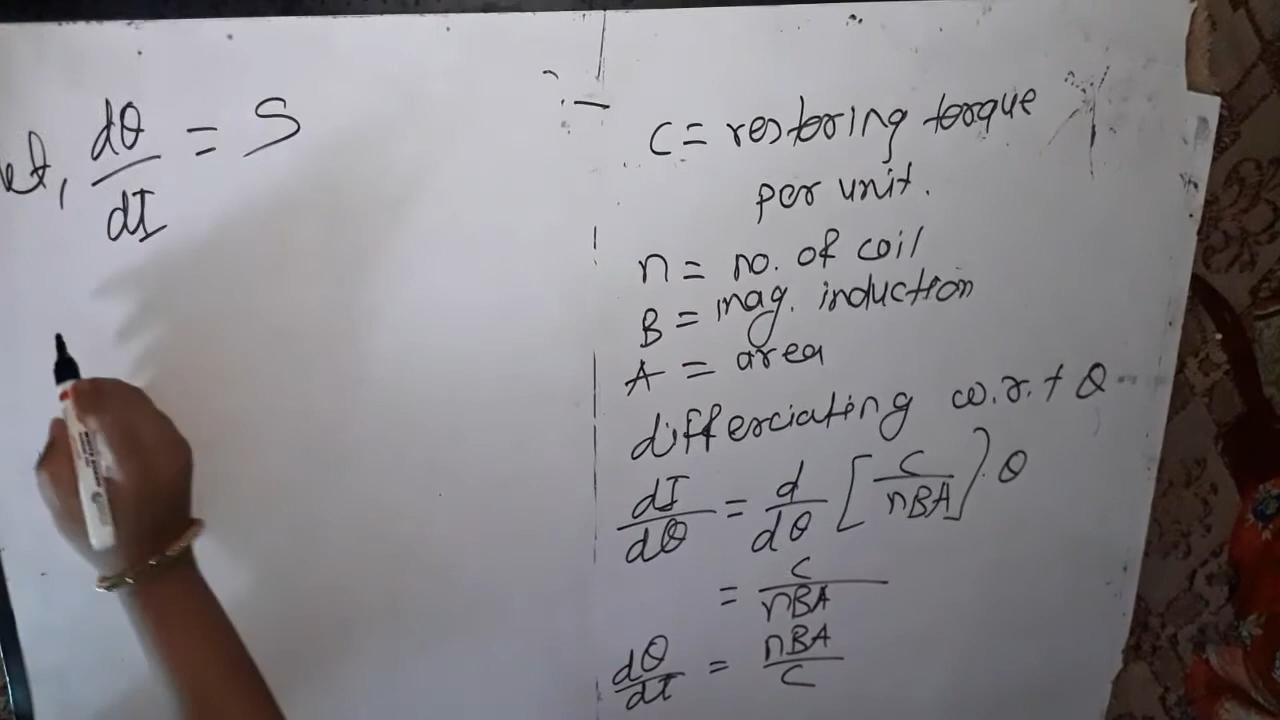 let, dθ/dI = S
C = restoring torque
per unit.
n = no. of coil
B = mag. induction
A = area
differciating w.r.t θ
dI/dθ = d/dθ [C/nBA] θ
= C/nBA
dθ/dI = nBA/C